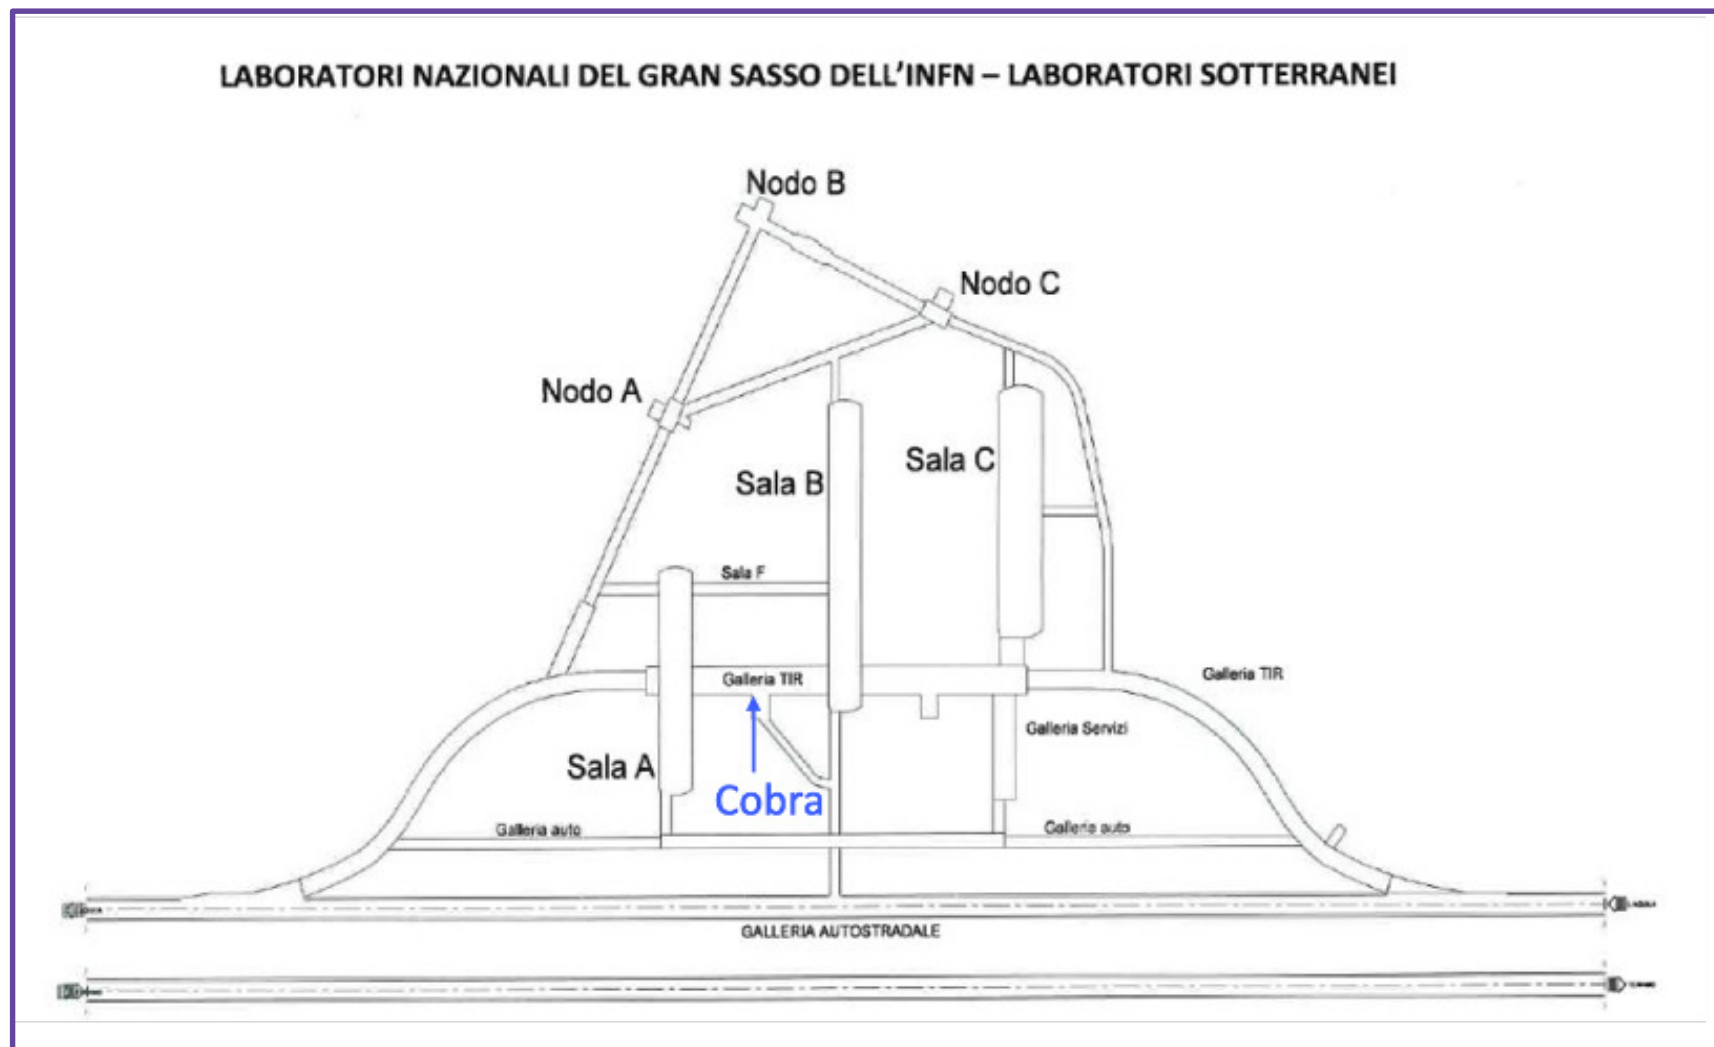 LABORATORI NAZIONALI DEL GRAN SASSO DELL'INFN – LABORATORI SOTTERRANEI
Nodo B
Nodo C
Nodo A
Sala C
Sala B
Sala F
Galleria TIR
Galleria TIR
Galleria Servizi
Sala A
Cobra
Galleria auto
Galleria auto
GALLERIA AUTOSTRADALE